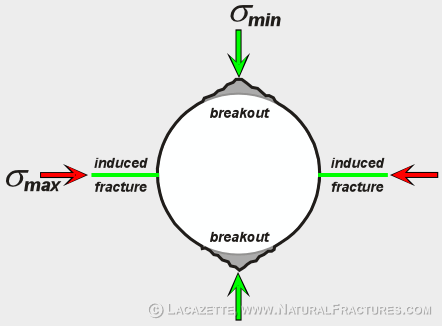 σmin
breakout
induced
fracture
σmax
induced
fracture
breakout
© Lacazette www.NaturalFractures.com